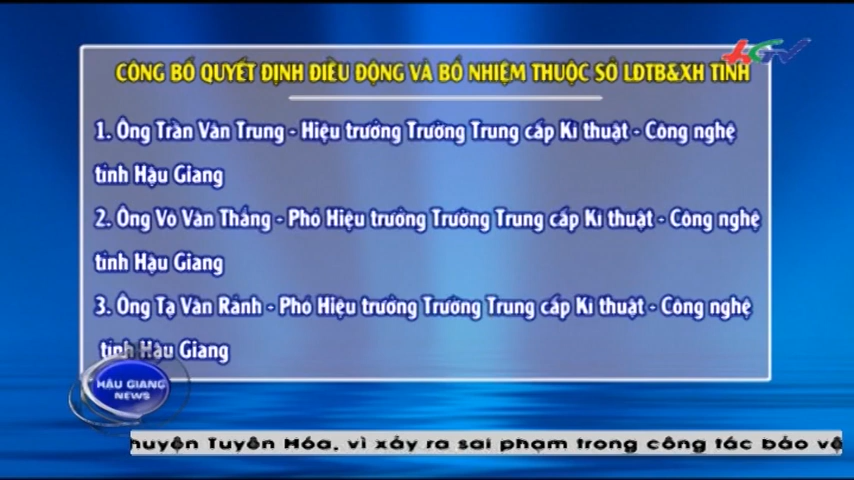 HGV
CÔNG BỐ QUYẾT ĐỊNH ĐIỀU ĐỘNG VÀ BỔ NHIỆM THUỘC SỞ LĐTB&XH TỈNH
1. Ông Trần Văn Trung - Hiệu trưởng Trường Trung cấp Kĩ thuật - Công nghệ
tỉnh Hậu Giang
2. Ông Võ Văn Thắng - Phó Hiệu trưởng Trường Trung cấp Kĩ thuật - Công nghệ
tỉnh Hậu Giang
3. Ông Tạ Văn Rảnh - Phó Hiệu trưởng Trường Trung cấp Kĩ thuật - Công nghệ
tỉnh Hậu Giang
HẬU GIANG
NEWS
huyện Tuyên Hóa, vì xảy ra sai phạm trong công tác bảo vệ